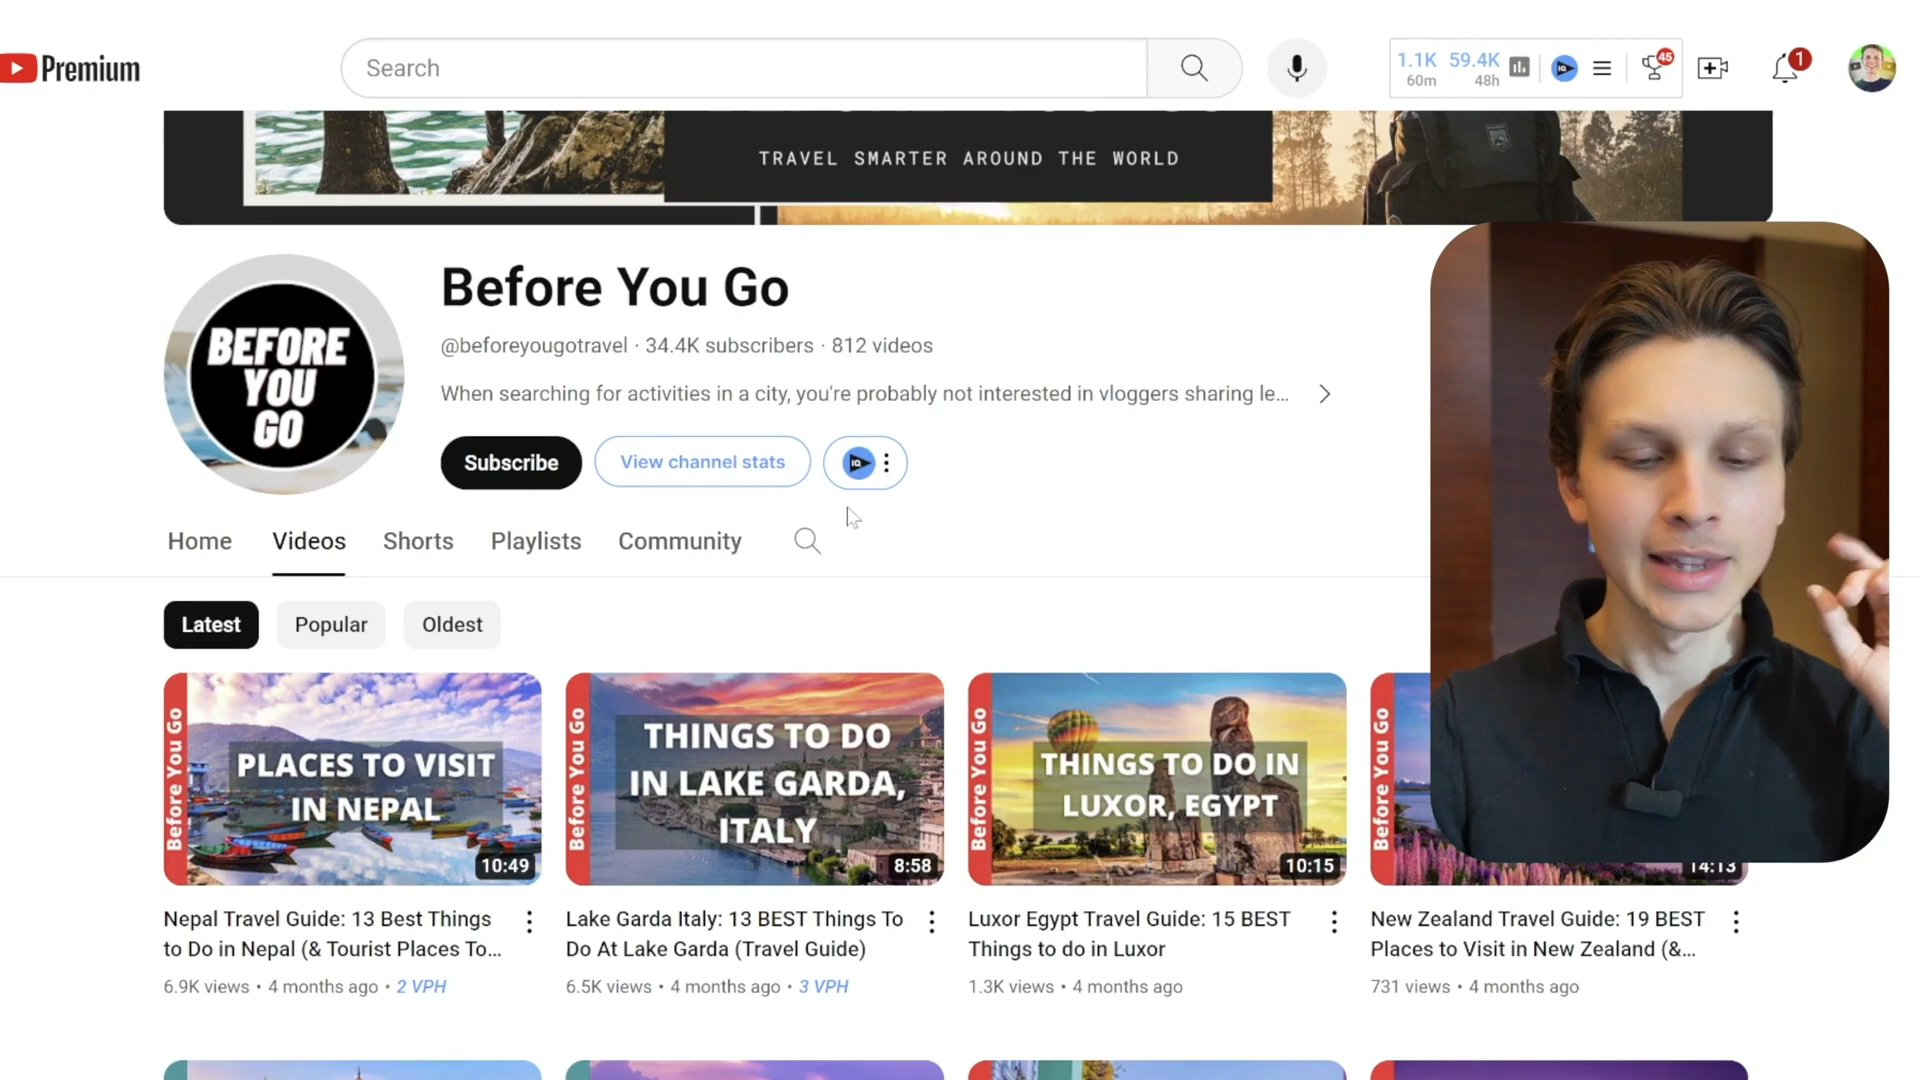 Premium
Search
1.1K 59.4K
60m 48h
45
1
TRAVEL SMARTER AROUND THE WORLD
BEFORE
YOU
GO
Before You Go
@beforeyougotravel · 34.4K subscribers · 812 videos
When searching for activities in a city, you're probably not interested in vloggers sharing le...
Subscribe
View channel stats
IQ
Home Videos Shorts Playlists Community
Latest Popular Oldest
Before You Go
PLACES TO VISIT
IN NEPAL
10:49
Before You Go
THINGS TO DO
IN LAKE GARDA,
ITALY
8:58
Before You Go
THINGS TO DO IN
LUXOR, EGYPT
10:15
Before You Go
14:13
Nepal Travel Guide: 13 Best Things
to Do in Nepal (& Tourist Places To...
6.9K views • 4 months ago • 2 VPH
Lake Garda Italy: 13 BEST Things To
Do At Lake Garda (Travel Guide)
6.5K views • 4 months ago • 3 VPH
Luxor Egypt Travel Guide: 15 BEST
Things to do in Luxor
1.3K views • 4 months ago
New Zealand Travel Guide: 19 BEST
Places to Visit in New Zealand (&...
731 views • 4 months ago